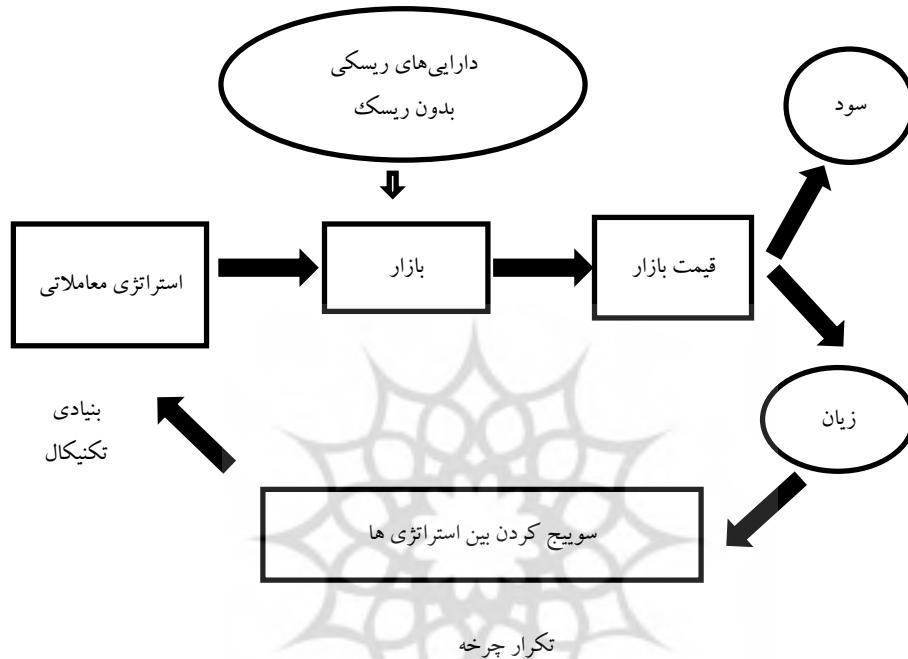 دارایی‌های ریسکی
بدون ریسک
سود
استراتژی معاملاتی
بازار
قیمت بازار
بنیادی
تکنیکال
زیان
سوییچ کردن بین استراتژی ها
تکرار چرخه